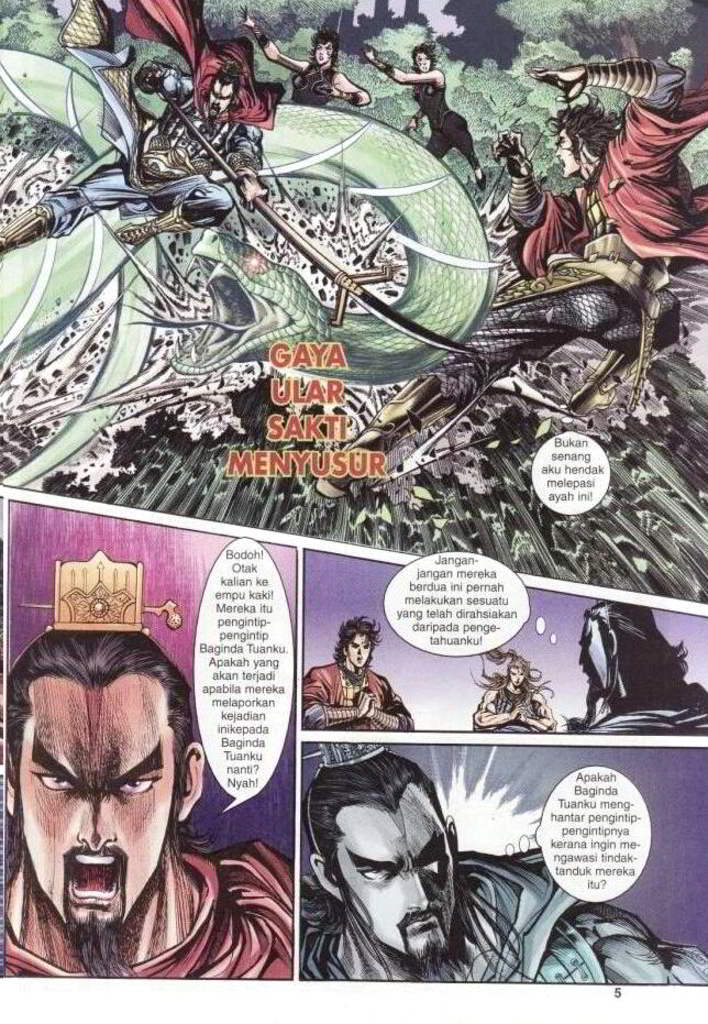 GAYA
ULAR
SAKTI
MENYUSUR
Bukan
senang
aku hendak
melepasi
ayah ini!
Bodoh!
Otak
kalian ke
empu kaki!
Mereka itu
pengintip-
pengintip
Baginda Tuanku.
Apakah yang
akan terjadi
apabila mereka
melaporkan
kejadian
inikepada
Baginda
Tuanku
nanti?
Nyah!
Jangan-
jangan mereka
berdua ini pernah
melakukan sesuatu
yang telah dirahsiakan
daripada penge-
tahuanku!
Apakah
Baginda
Tuanku meng-
hantar pengintip-
pengintipnya
kerana ingin me-
ngawasi tindak-
tanduk mereka
itu?
5